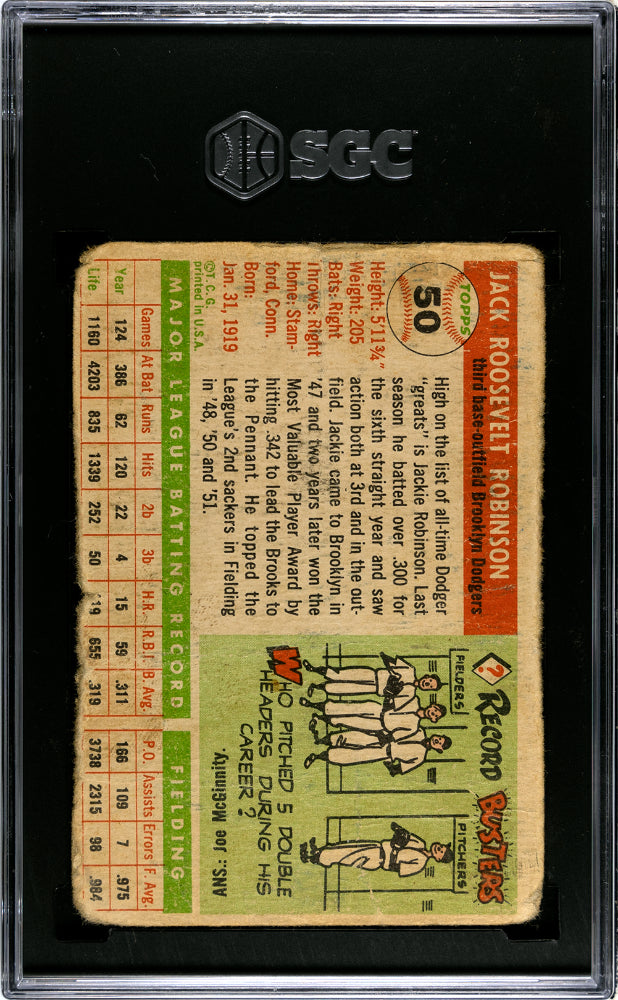 SGC
JACK ROOSEVELT ROBINSON
third base-outfield Brooklyn Dodgers
TOPPS
50
Height: 5'11¾"
Weight: 205
Bats: Right
Throws: Right
Home: Stam-
ford, Conn.
Born:
Jan. 31, 1919
©T. C. G.
printed in U.S.A.
High on the list of all-time Dodger
"greats" is Jackie Robinson. Last
season he batted over .300 for
the sixth straight year and saw
action both at 3rd and in the out-
field. Jackie came to Brooklyn in
'47 and two years later won the
Most Valuable Player Award by
hitting .342 to lead the Brooks to
the Pennant. He topped the
League's 2nd sackers in Fielding
in '48, '50 and '51.
? RECORD BUSTERS
FIELDERS
PITCHERS
WHO PITCHED 5 DOUBLE
HEADERS DURING HIS
CAREER?
ANS: Joe McGinnity.
MAJOR LEAGUE BATTING RECORD FIELDING
Games At Bat Runs Hits 2b 3b H.R. R.B.I. B. Avg. P.O. Assists Errors F. Avg.
Year 124 386 62 120 22 4 15 59 .311 166 109 7 .975
Life 1160 4203 835 1339 252 50 119 655 .319 3738 2315 98 .984